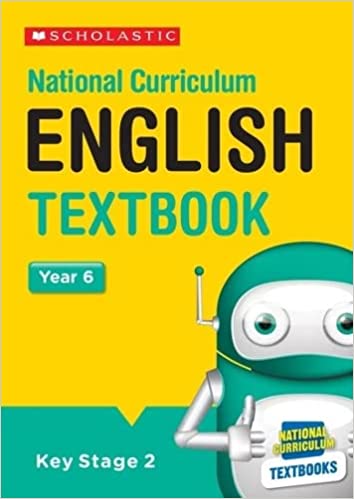 SCHOLASTIC
National Curriculum
ENGLISH
TEXTBOOK
Year 6
NATIONAL
CURRICULUM
TEXTBOOKS
Key Stage 2